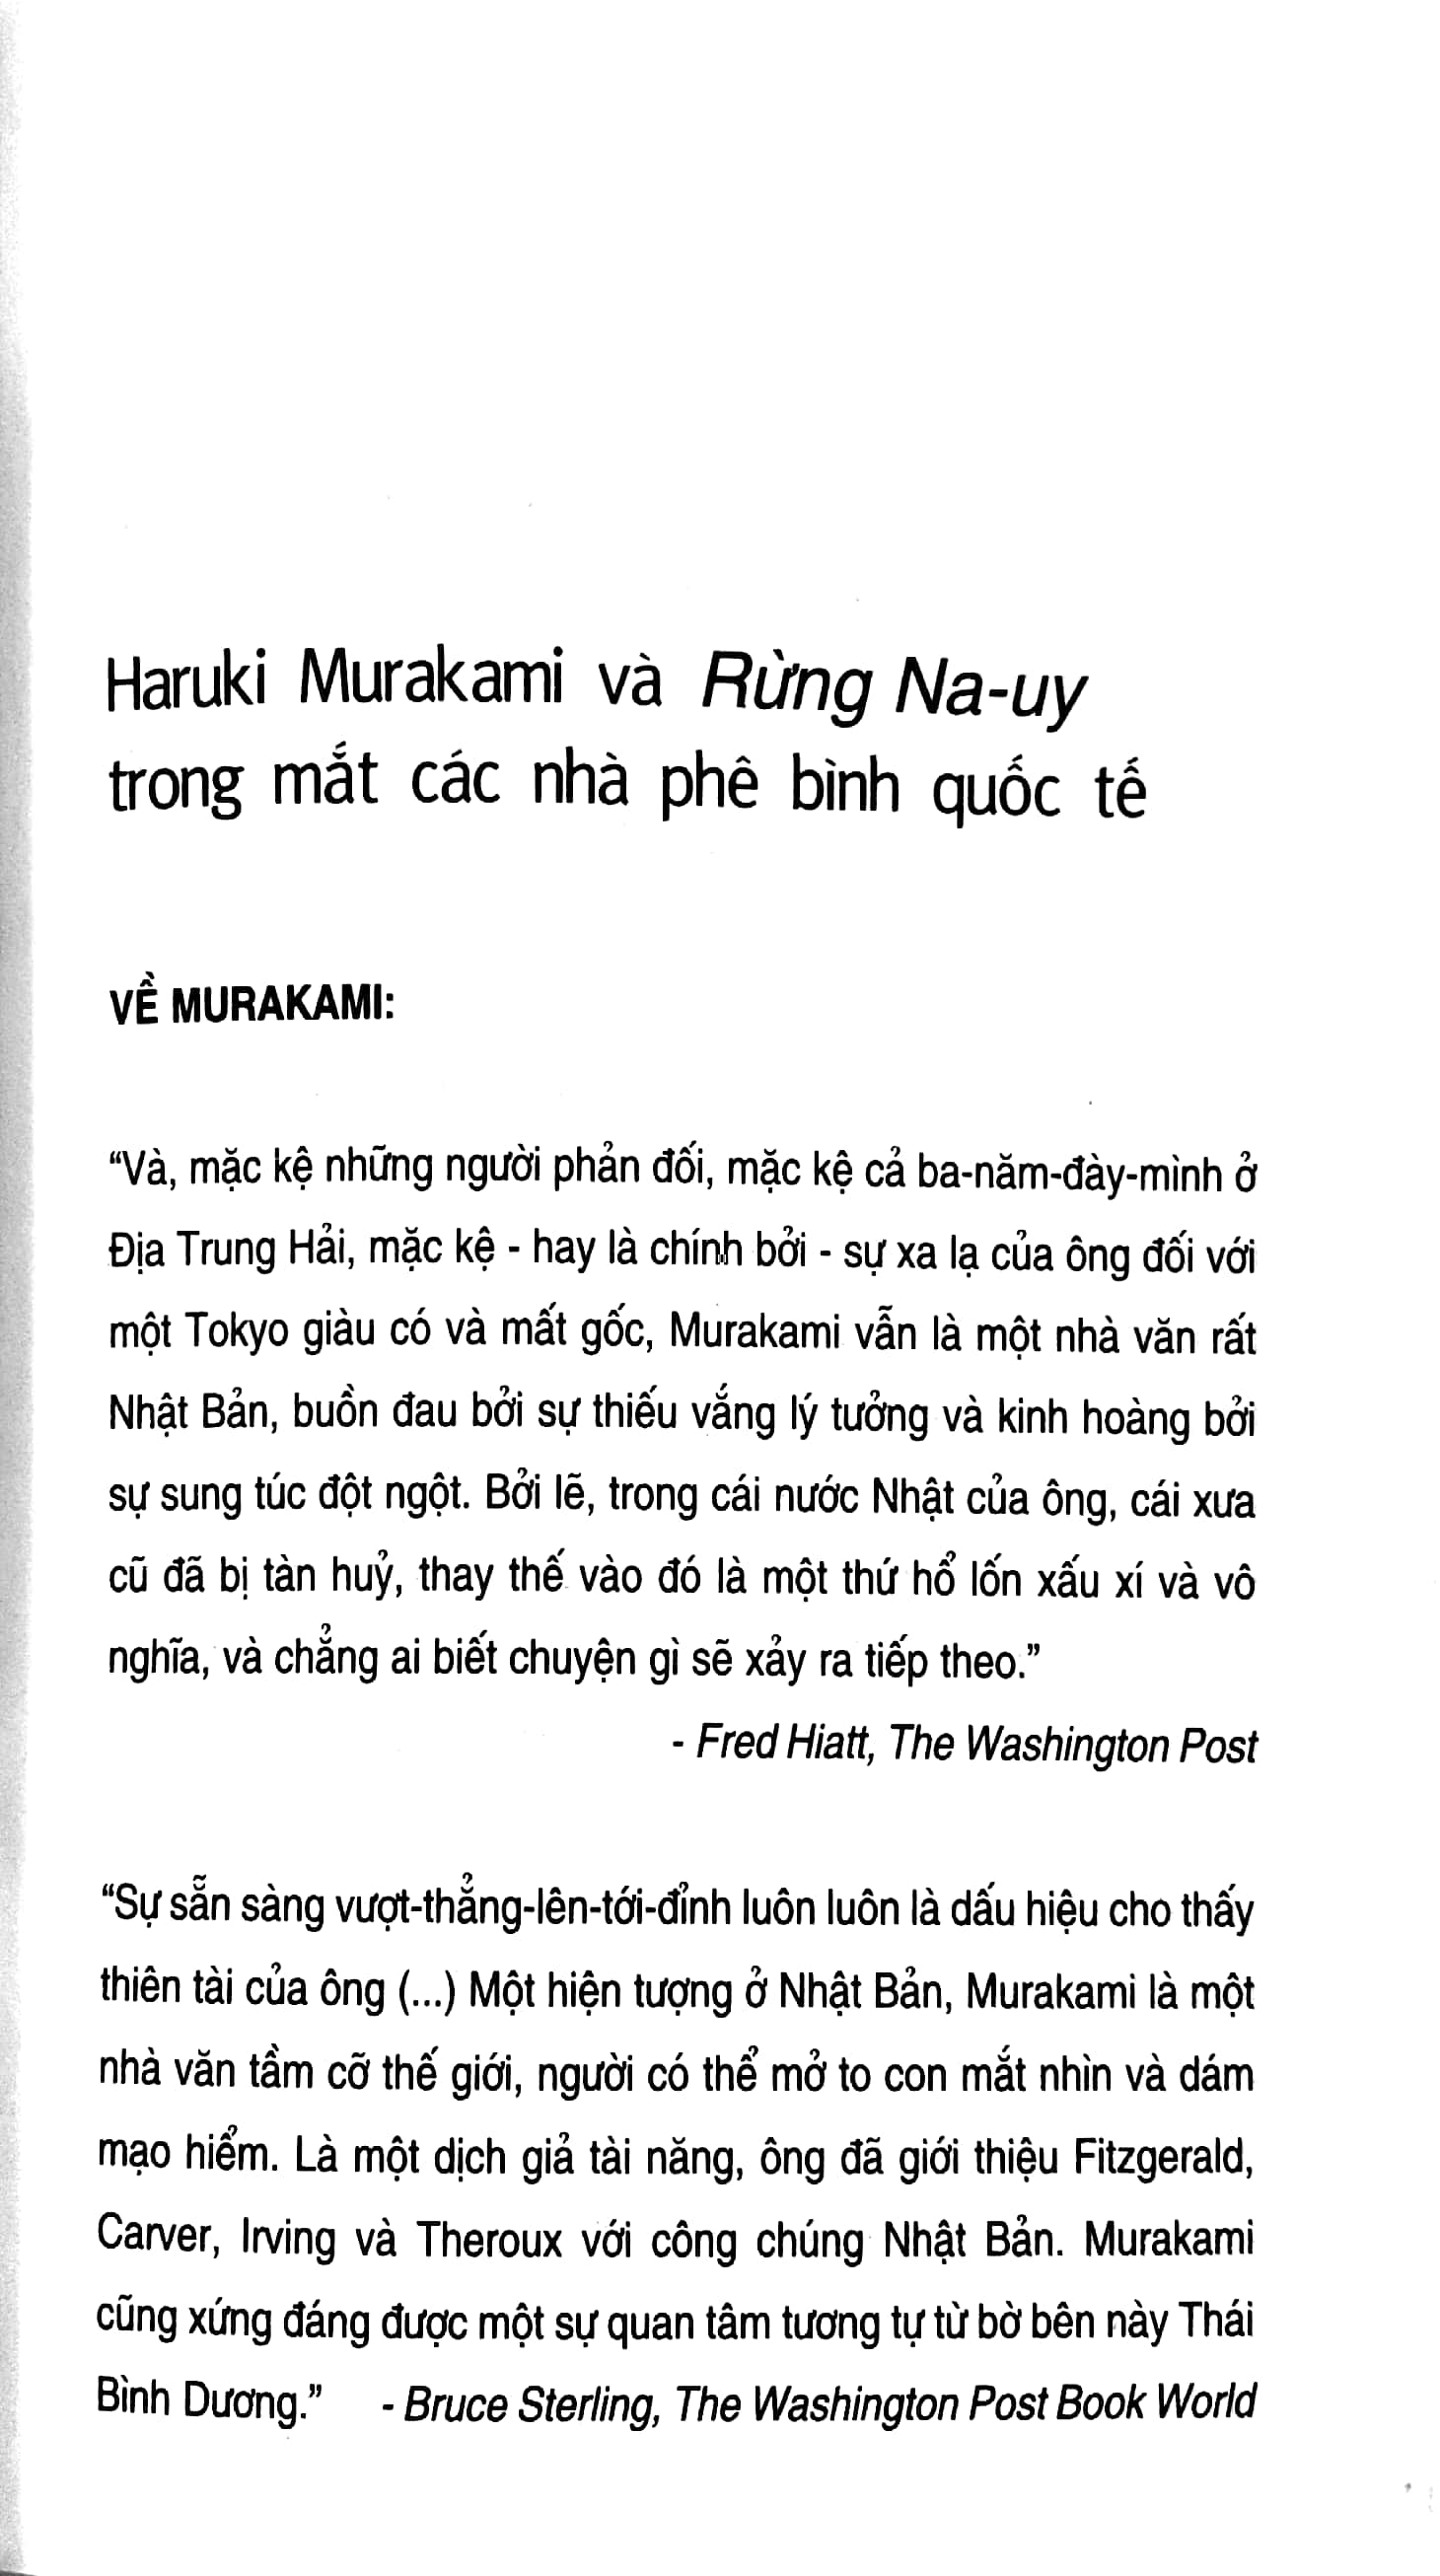 Haruki Murakami và Rừng Na-uy
trong mắt các nhà phê bình quốc tế
VỀ MURAKAMI:
“Và, mặc kệ những người phản đối, mặc kệ cả ba-năm-đày-mình ở
Địa Trung Hải, mặc kệ - hay là chính bởi - sự xa lạ của ông đối với
một Tokyo giàu có và mất gốc, Murakami vẫn là một nhà văn rất
Nhật Bản, buồn đau bởi sự thiếu vắng lý tưởng và kinh hoàng bởi
sự sung túc đột ngột. Bởi lẽ, trong cái nước Nhật của ông, cái xưa
cũ đã bị tàn huỷ, thay thế vào đó là một thứ hổ lốn xấu xí và vô
nghĩa, và chẳng ai biết chuyện gì sẽ xảy ra tiếp theo.”
- Fred Hiatt, The Washington Post
“Sự sẵn sàng vượt-thẳng-lên-tới-đỉnh luôn luôn là dấu hiệu cho thấy
thiên tài của ông (...) Một hiện tượng ở Nhật Bản, Murakami là một
nhà văn tầm cỡ thế giới, người có thể mở to con mắt nhìn và dám
mạo hiểm. Là một dịch giả tài năng, ông đã giới thiệu Fitzgerald,
Carver, Irving và Theroux với công chúng Nhật Bản. Murakami
cũng xứng đáng được một sự quan tâm tương tự từ bờ bên này Thái
Bình Dương.” - Bruce Sterling, The Washington Post Book World